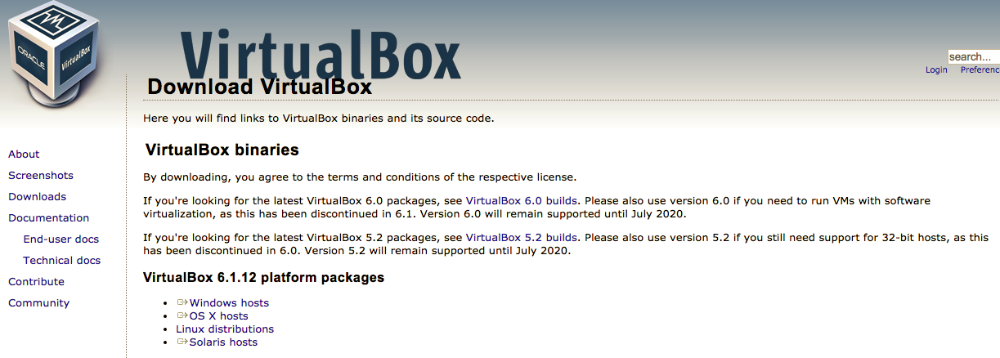 ORACLE
VirtualBox
VirtualBox
search...
Login Preferenc
Download VirtualBox
Here you will find links to VirtualBox binaries and its source code.
About
Screenshots
Downloads
Documentation
End-user docs
Technical docs
Contribute
Community
VirtualBox binaries
By downloading, you agree to the terms and conditions of the respective license.
If you're looking for the latest VirtualBox 6.0 packages, see VirtualBox 6.0 builds. Please also use version 6.0 if you need to run VMs with software
virtualization, as this has been discontinued in 6.1. Version 6.0 will remain supported until July 2020.
If you're looking for the latest VirtualBox 5.2 packages, see VirtualBox 5.2 builds. Please also use version 5.2 if you still need support for 32-bit hosts, as this
has been discontinued in 6.0. Version 5.2 will remain supported until July 2020.
VirtualBox 6.1.12 platform packages
• Windows hosts
• OS X hosts
• Linux distributions
• Solaris hosts